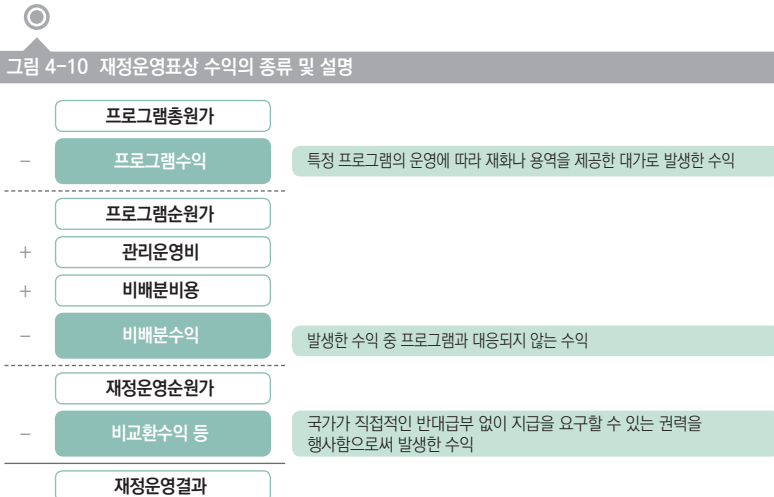 그림 4-10 재정운영표상 수익의 종류 및 설명
프로그램총원가
－ 프로그램수익 특정 프로그램의 운영에 따라 재화나 용역을 제공한 대가로 발생한 수익
프로그램순원가
＋ 관리운영비
＋ 비배분비용
－ 비배분수익 발생한 수익 중 프로그램과 대응되지 않는 수익
재정운영순원가
－ 비교환수익 등 국가가 직접적인 반대급부 없이 지급을 요구할 수 있는 권력을
행사함으로써 발생한 수익
재정운영결과